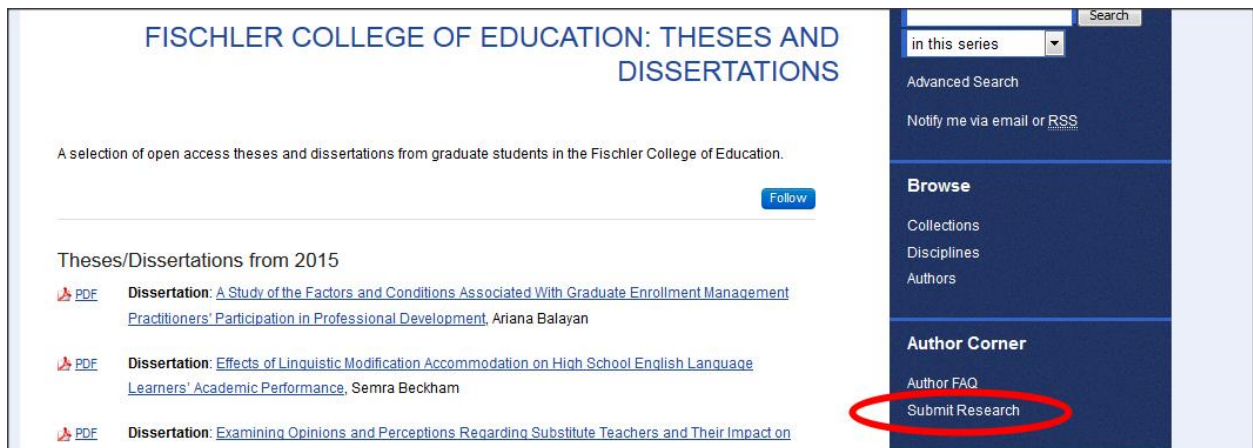 FISCHLER COLLEGE OF EDUCATION: THESES AND
DISSERTATIONS
A selection of open access theses and dissertations from graduate students in the Fischler College of Education.
Follow
Theses/Dissertations from 2015
PDF Dissertation: A Study of the Factors and Conditions Associated With Graduate Enrollment Management
Practitioners' Participation in Professional Development, Ariana Balayan
PDF Dissertation: Effects of Linguistic Modification Accommodation on High School English Language
Learners' Academic Performance, Semra Beckham
PDF Dissertation: Examining Opinions and Perceptions Regarding Substitute Teachers and Their Impact on
Search
in this series
Advanced Search
Notify me via email or RSS
Browse
Collections
Disciplines
Authors
Author Corner
Author FAQ
Submit Research